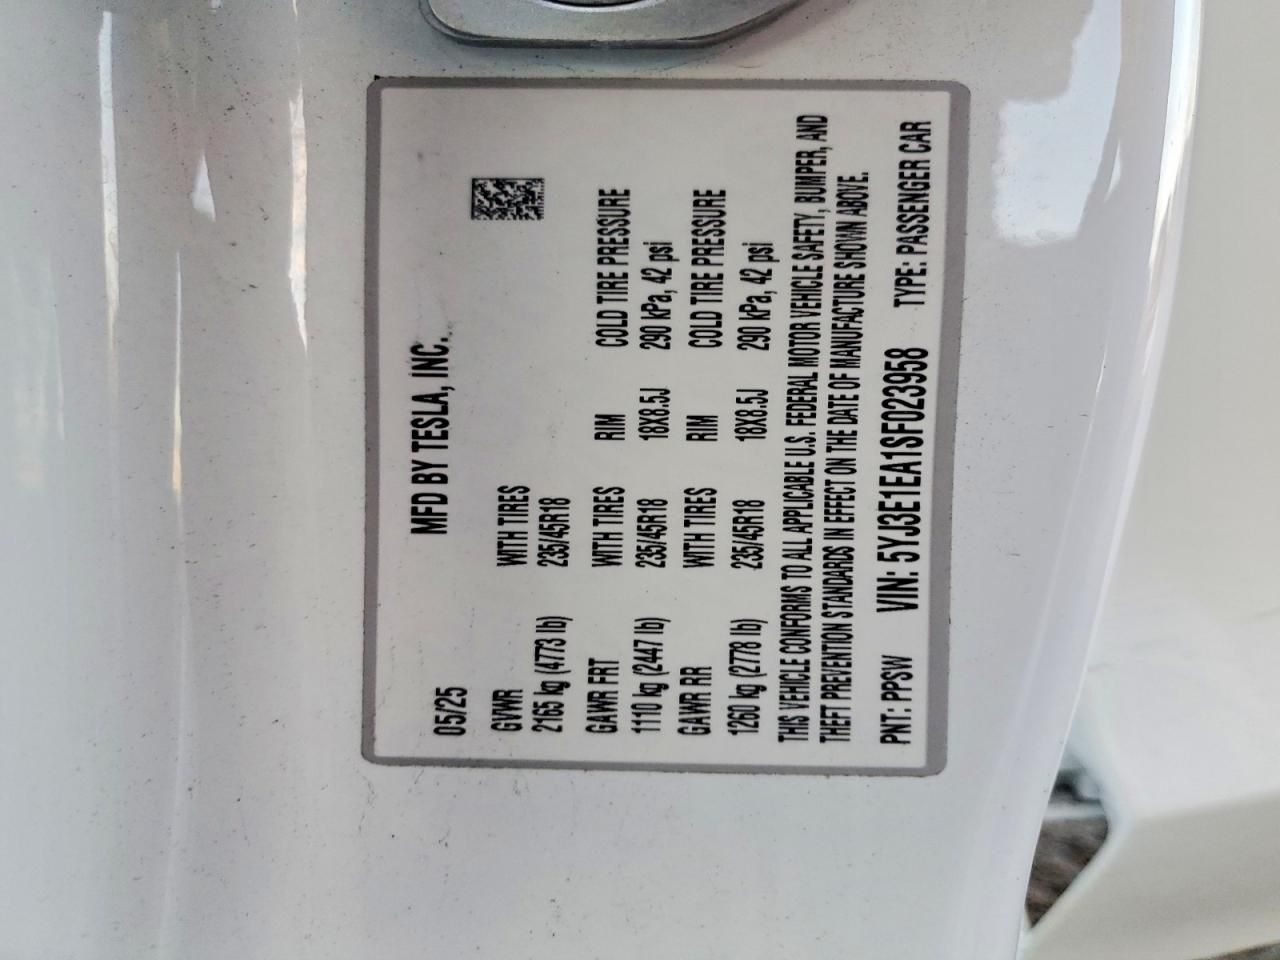 MFD BY TESLA, INC.
05/25
GVWR WITH TIRES
2165 kg (4773 lb) 235/45R18
GAWR FRT WITH TIRES RIM COLD TIRE PRESSURE
1110 kg (2447 lb) 235/45R18 18X8.5J 290 kPa, 42 psi
GAWR RR WITH TIRES RIM COLD TIRE PRESSURE
1260 kg (2778 lb) 235/45R18 18X8.5J 290 kPa, 42 psi
THIS VEHICLE CONFORMS TO ALL APPLICABLE U.S. FEDERAL MOTOR VEHICLE SAFETY, BUMPER, AND
THEFT PREVENTION STANDARDS IN EFFECT ON THE DATE OF MANUFACTURE SHOWN ABOVE.
PNT: PPSW VIN: 5YJ3E1EA1SF023958 TYPE: PASSENGER CAR